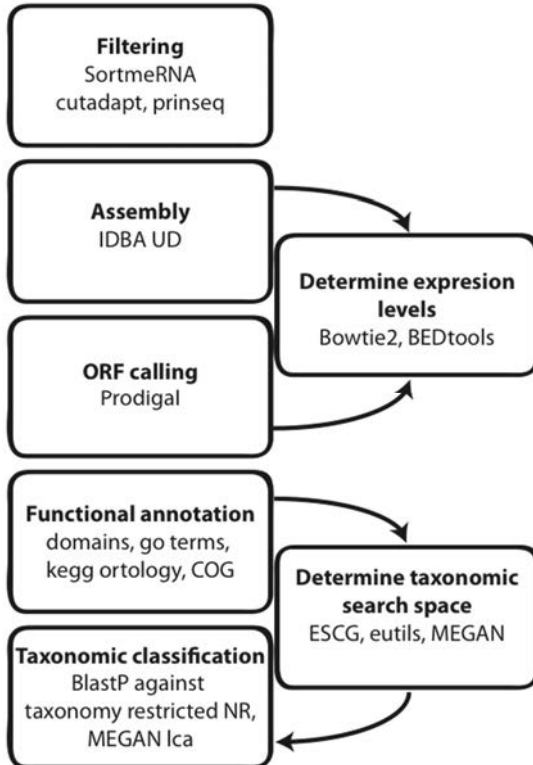 Filtering
SortmeRNA
cutadapt, prinseq
Assembly
IDBA UD
Determine expresion
levels
Bowtie2, BEDtools
ORF calling
Prodigal
Functional annotation
domains, go terms,
kegg ortology, COG
Determine taxonomic
search space
ESCG, eutils, MEGAN
Taxonomic classification
BlastP against
taxonomy restricted NR,
MEGAN lca